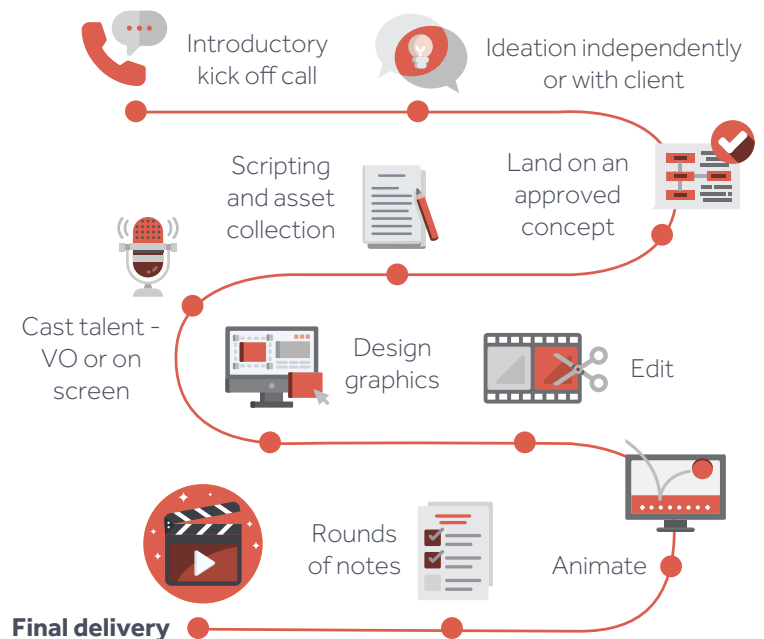 Introductory
kick off call
Ideation independently
or with client
Land on an
approved
concept
Scripting
and asset
collection
Cast talent -
VO or on
screen
Design
graphics
Edit
Animate
Rounds
of notes
Final delivery